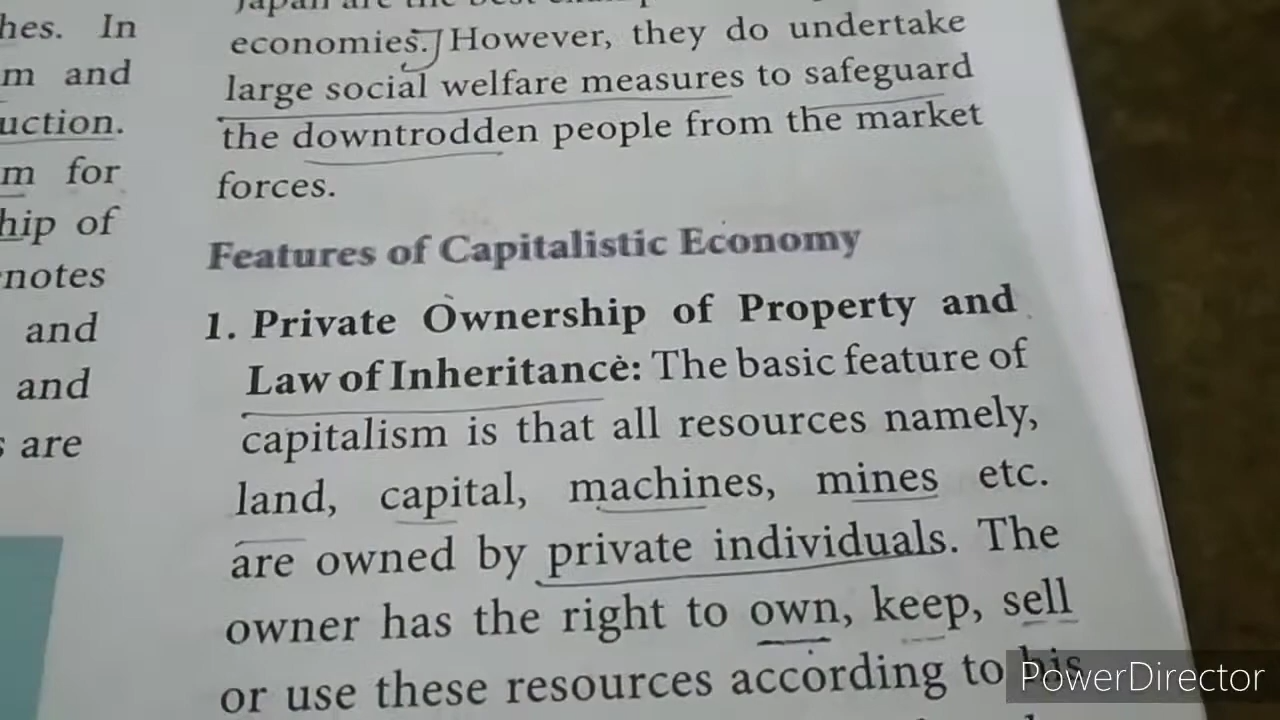 hes. In
m and
uction.
m for
hip of
notes
and
and
are
economies. However, they do undertake
large social welfare measures to safeguard
the downtrodden people from the market
forces.
Features of Capitalistic Economy
1. Private Ownership of Property and
Law of Inheritance: The basic feature of
capitalism is that all resources namely,
land, capital, machines, mines etc.
are owned by private individuals. The
owner has the right to own, keep, sell
or use these resources according to his
PowerDirector